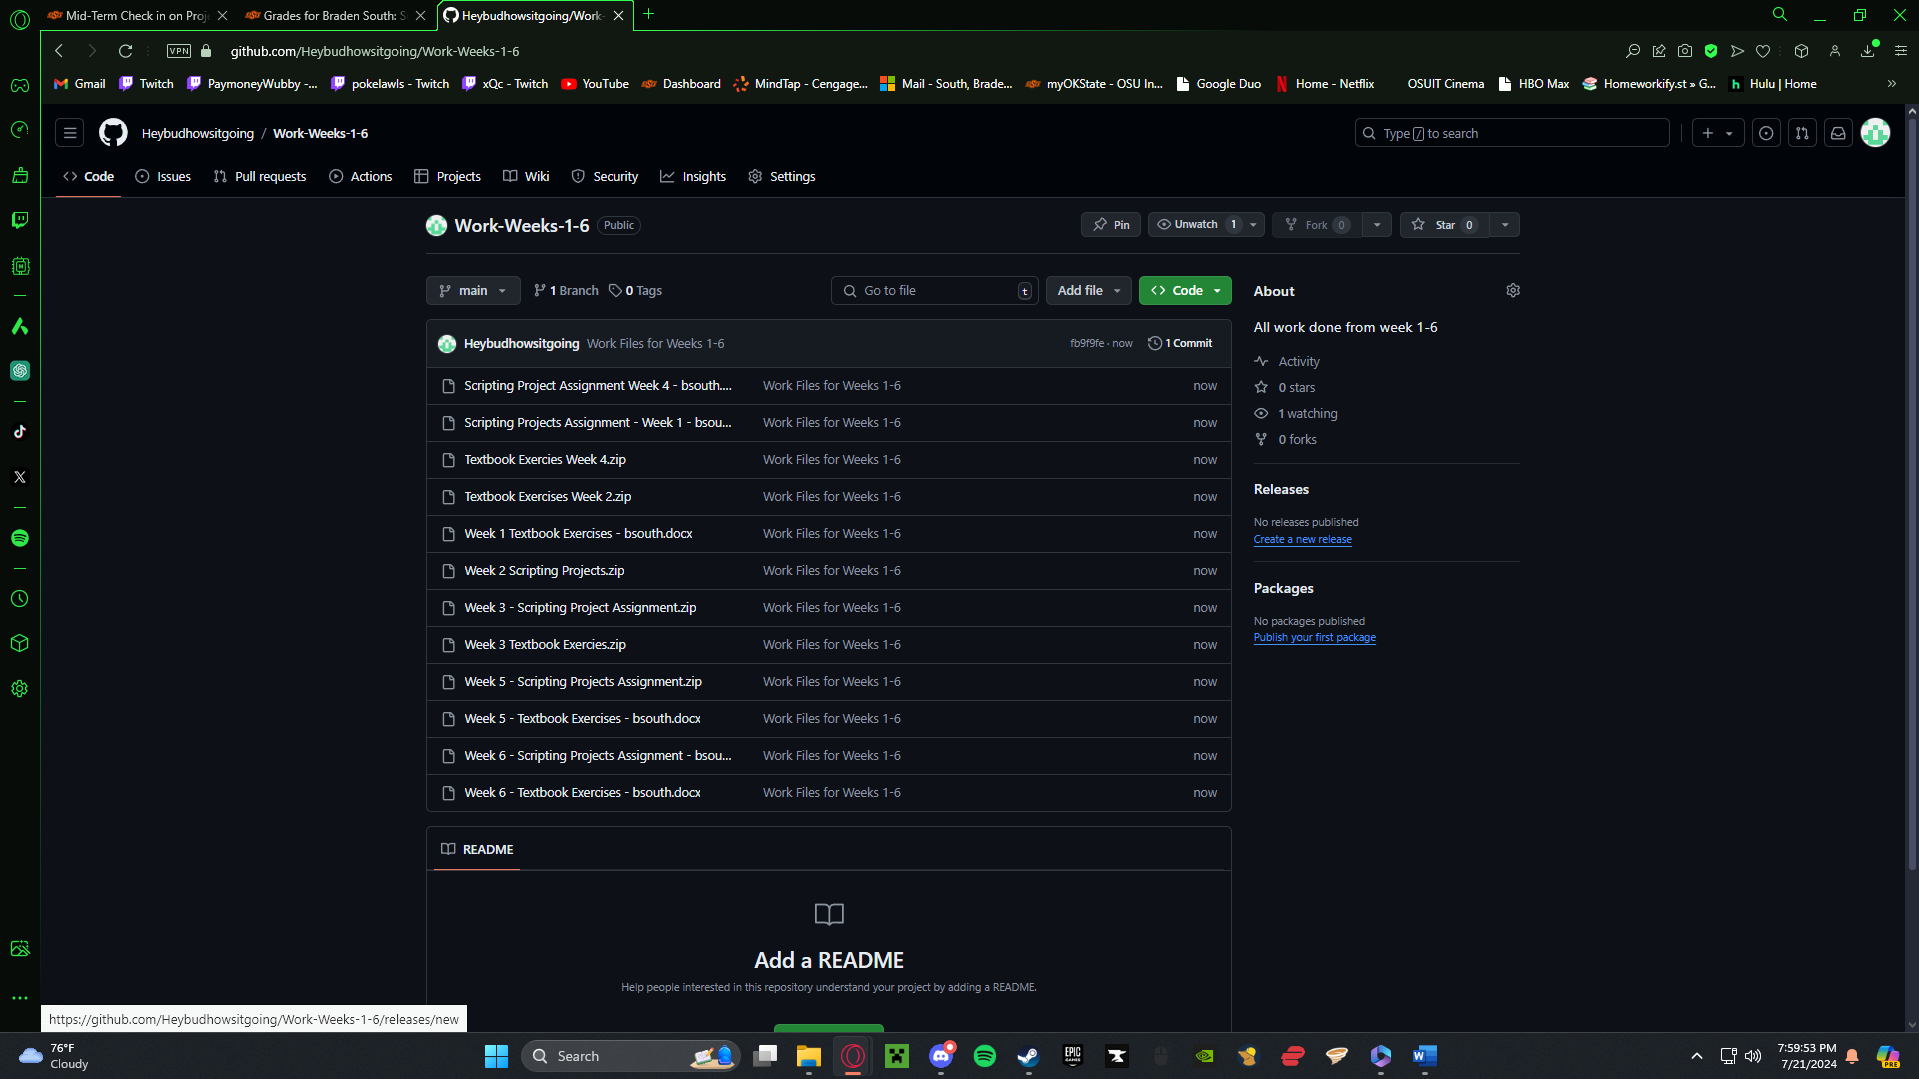 Mid-Term Check in on Proj
Grades for Braden South: S
Heybudhowsitgoing/Work-
VPN
github.com/Heybudhowsitgoing/Work-Weeks-1-6
Gmail
Twitch
PaymoneyWubby -...
pokelawls - Twitch
xQc - Twitch
YouTube
Dashboard
MindTap - Cengage...
Mail - South, Brade...
myOKState - OSU In...
Google Duo
Home - Netflix
OSUIT Cinema
HBO Max
Homeworkify.st » G...
Hulu | Home
Heybudhowsitgoing / Work-Weeks-1-6
Type / to search
Code
Issues
Pull requests
Actions
Projects
Wiki
Security
Insights
Settings
Work-Weeks-1-6 Public
Pin
Unwatch 1
Fork 0
Star 0
main
1 Branch
0 Tags
Go to file t
Add file
Code
About
All work done from week 1-6
Activity
0 stars
1 watching
0 forks
Releases
No releases published
Create a new release
Packages
No packages published
Publish your first package
Heybudhowsitgoing Work Files for Weeks 1-6 fb9f9fe · now 1 Commit
Scripting Project Assignment Week 4 - bsouth.... Work Files for Weeks 1-6 now
Scripting Projects Assignment - Week 1 - bsou... Work Files for Weeks 1-6 now
Textbook Exercies Week 4.zip Work Files for Weeks 1-6 now
Textbook Exercises Week 2.zip Work Files for Weeks 1-6 now
Week 1 Textbook Exercises - bsouth.docx Work Files for Weeks 1-6 now
Week 2 Scripting Projects.zip Work Files for Weeks 1-6 now
Week 3 - Scripting Project Assignment.zip Work Files for Weeks 1-6 now
Week 3 Textbook Exercies.zip Work Files for Weeks 1-6 now
Week 5 - Scripting Projects Assignment.zip Work Files for Weeks 1-6 now
Week 5 - Textbook Exercises - bsouth.docx Work Files for Weeks 1-6 now
Week 6 - Scripting Projects Assignment - bsou... Work Files for Weeks 1-6 now
Week 6 - Textbook Exercises - bsouth.docx Work Files for Weeks 1-6 now
README
Add a README
Help people interested in this repository understand your project by adding a README.
https://github.com/Heybudhowsitgoing/Work-Weeks-1-6/releases/new
76°F
Cloudy
Search
EPIC
GAMES
7:59:53 PM
7/21/2024
PRE